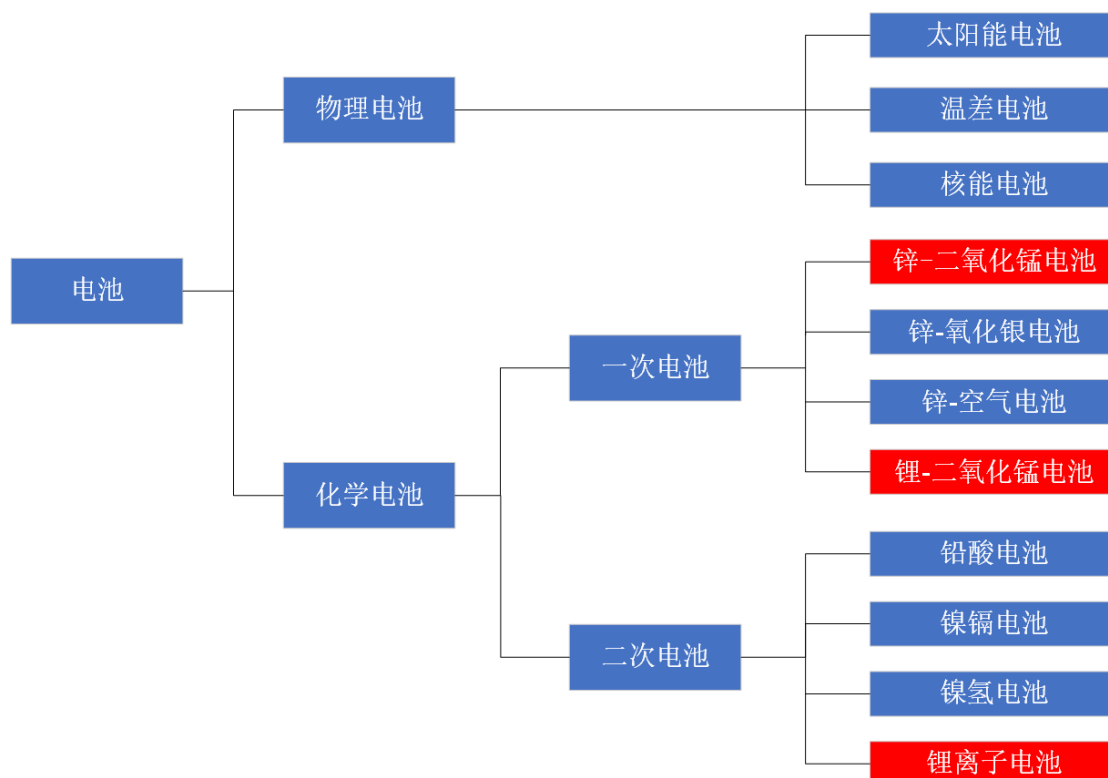 太阳能电池
物理电池
温差电池
核能电池
锌-二氧化锰电池
电池
锌-氧化银电池
一次电池
锌-空气电池
锂-二氧化锰电池
化学电池
铅酸电池
镍镉电池
二次电池
镍氢电池
锂离子电池